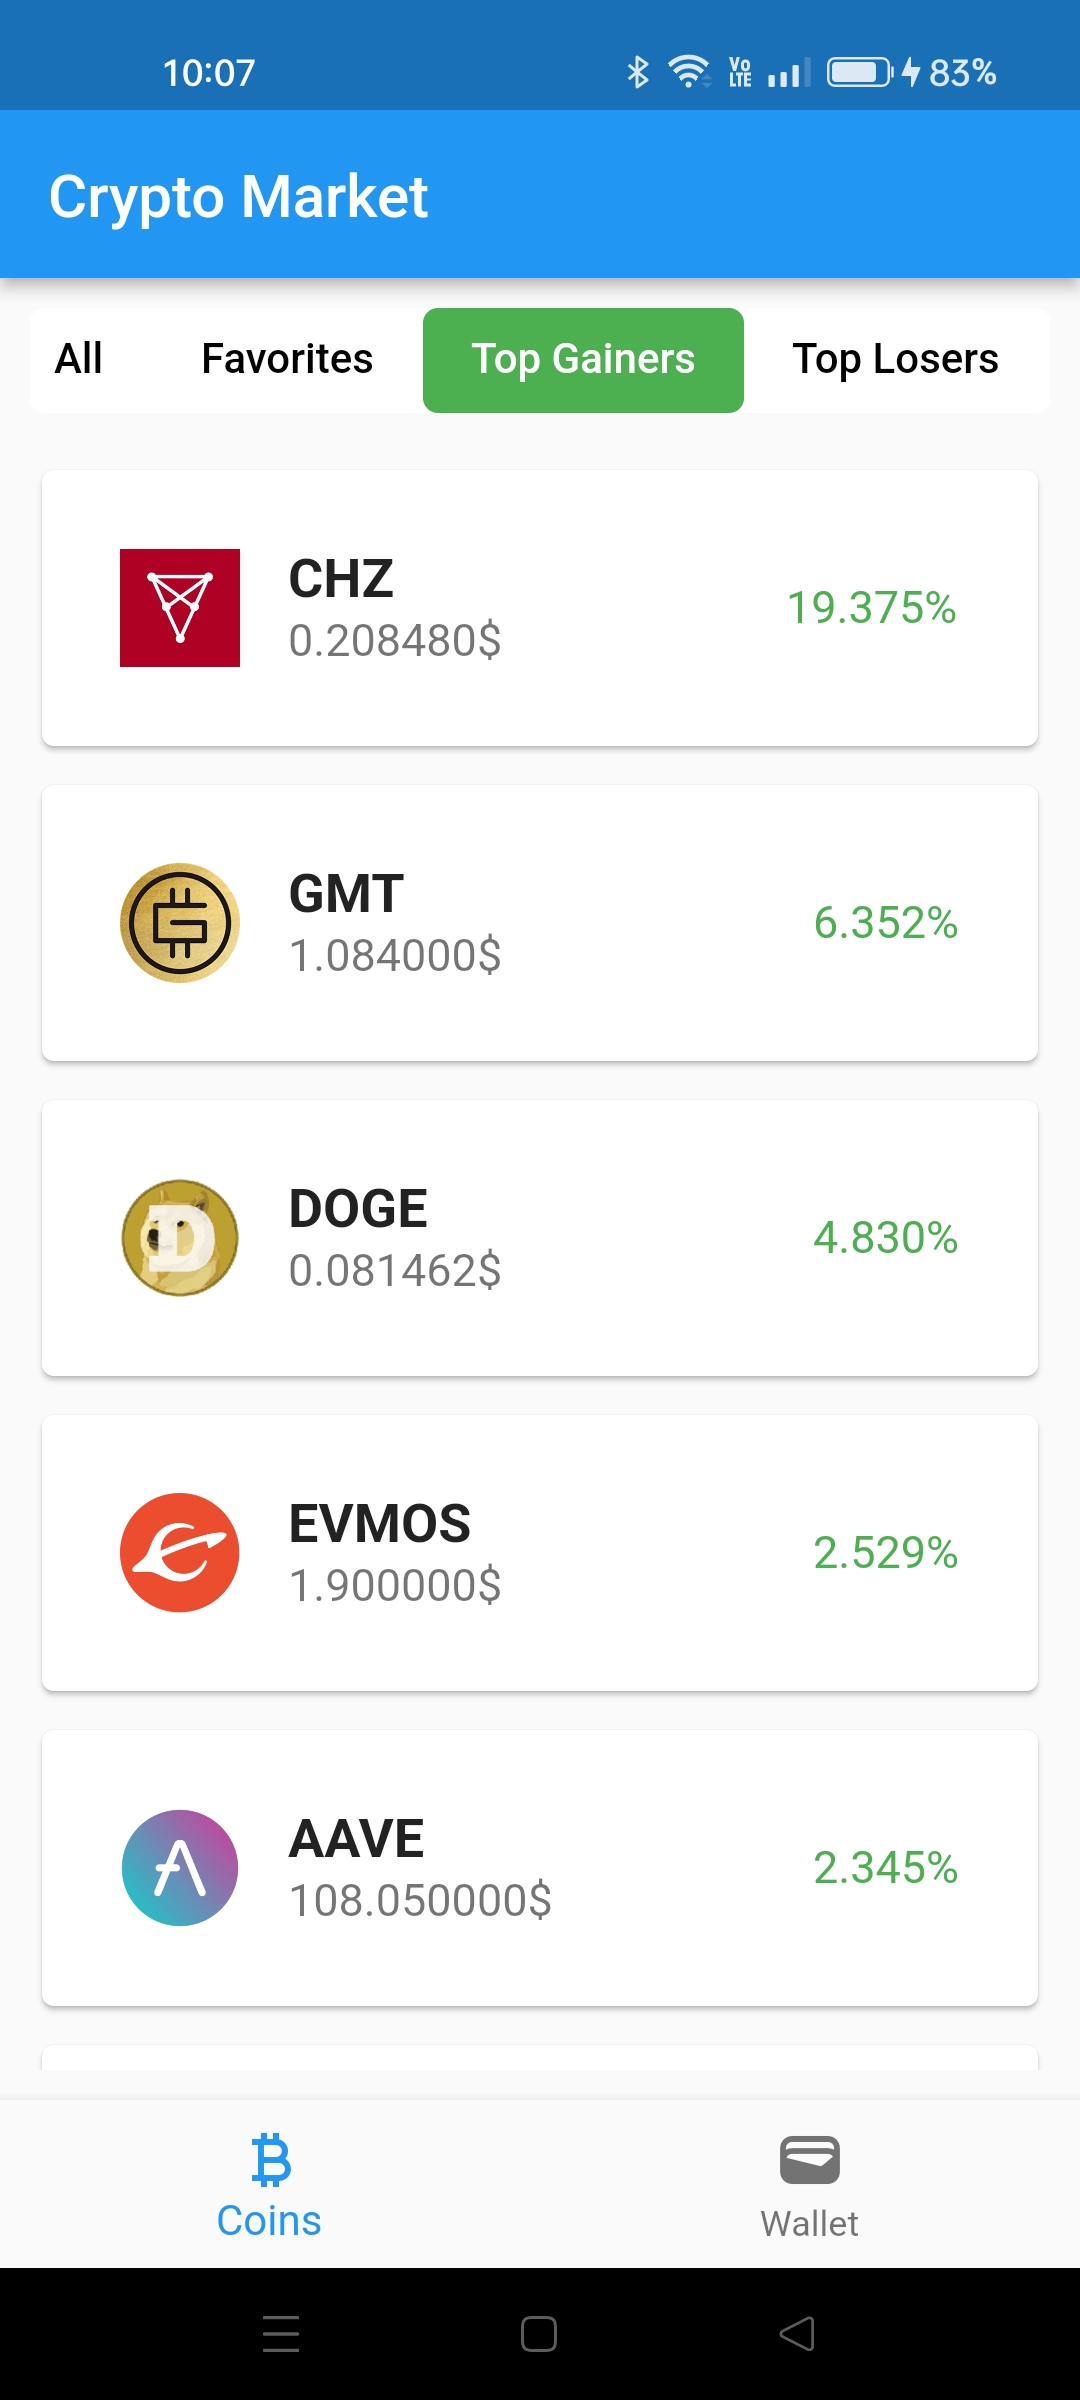 10:07
Vo LTE 83%
Crypto Market
All Favorites Top Gainers Top Losers
CHZ
0.208480$
19.375%
GMT
1.084000$
6.352%
DOGE
0.081462$
4.830%
EVMOS
1.900000$
2.529%
AAVE
108.050000$
2.345%
Coins
Wallet